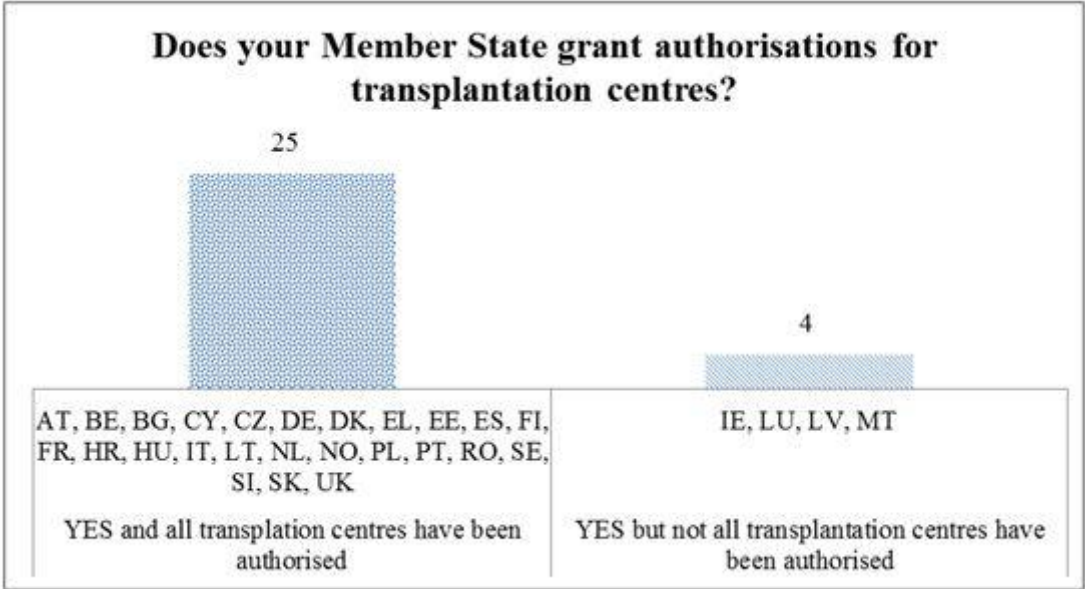 Does your Member State grant authorisations for
transplantation centres?
25
4
AT, BE, BG, CY, CZ, DE, DK, EL, EE, ES, FI,
FR, HR, HU, IT, LT, NL, NO, PL, PT, RO, SE,
SI, SK, UK
IE, LU, LV, MT
YES and all transplation centres have been
authorised
YES but not all transplantation centres have
been authorised